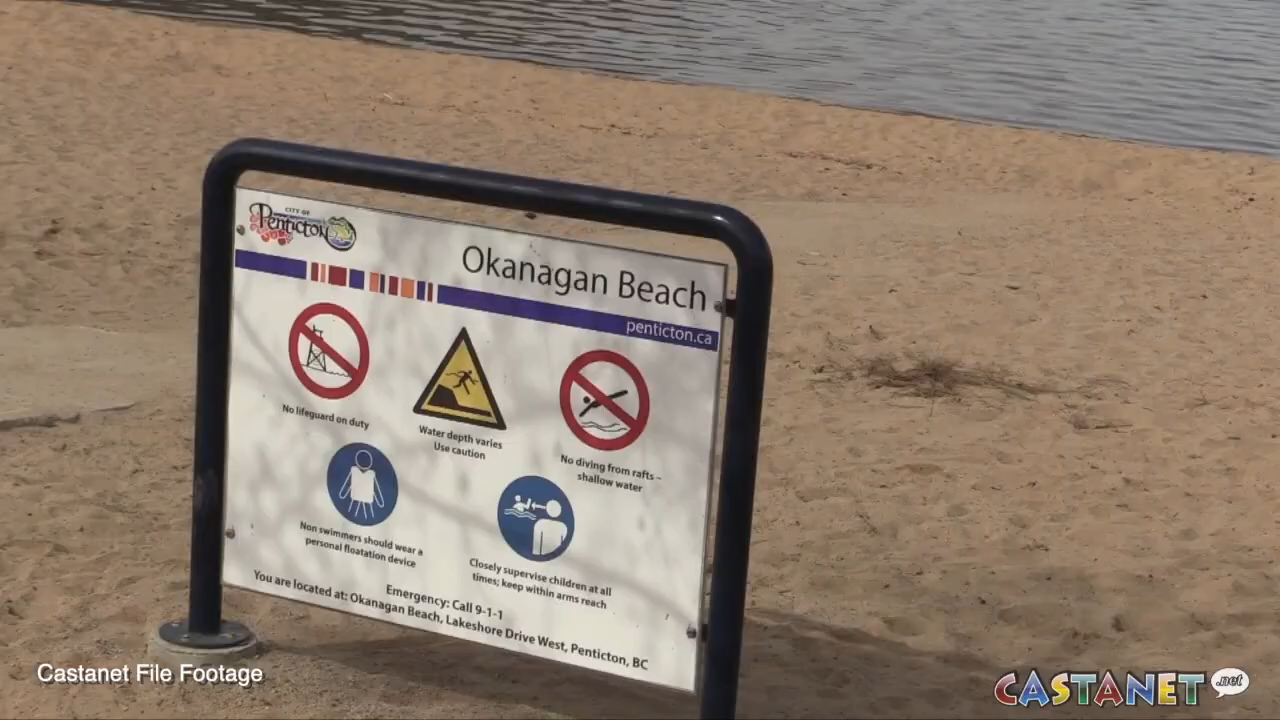 CITY OF
Penticton
Okanagan Beach
penticton.ca
No lifeguard on duty
Water depth varies
Use caution
No diving from rafts –
shallow water
Non swimmers should wear a
personal floatation device
Closely supervise children at all
times; keep within arms reach
Emergency: Call 9-1-1
You are located at: Okanagan Beach, Lakeshore Drive West, Penticton, BC
Castanet File Footage
CASTANET .net